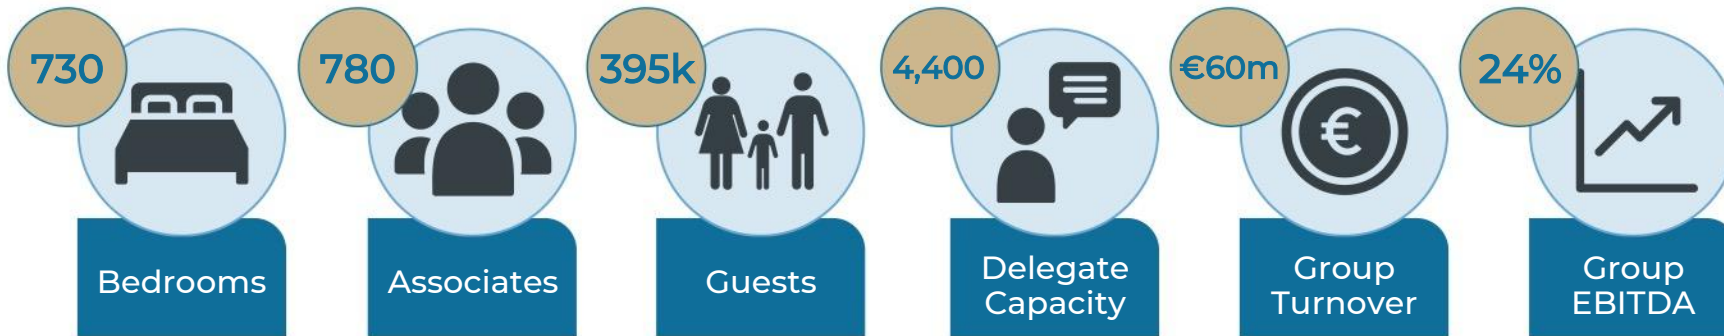 730
Bedrooms
780
Associates
395k
Guests
4,400
Delegate
Capacity
€60m
€
Group
Turnover
24%
Group
EBITDA